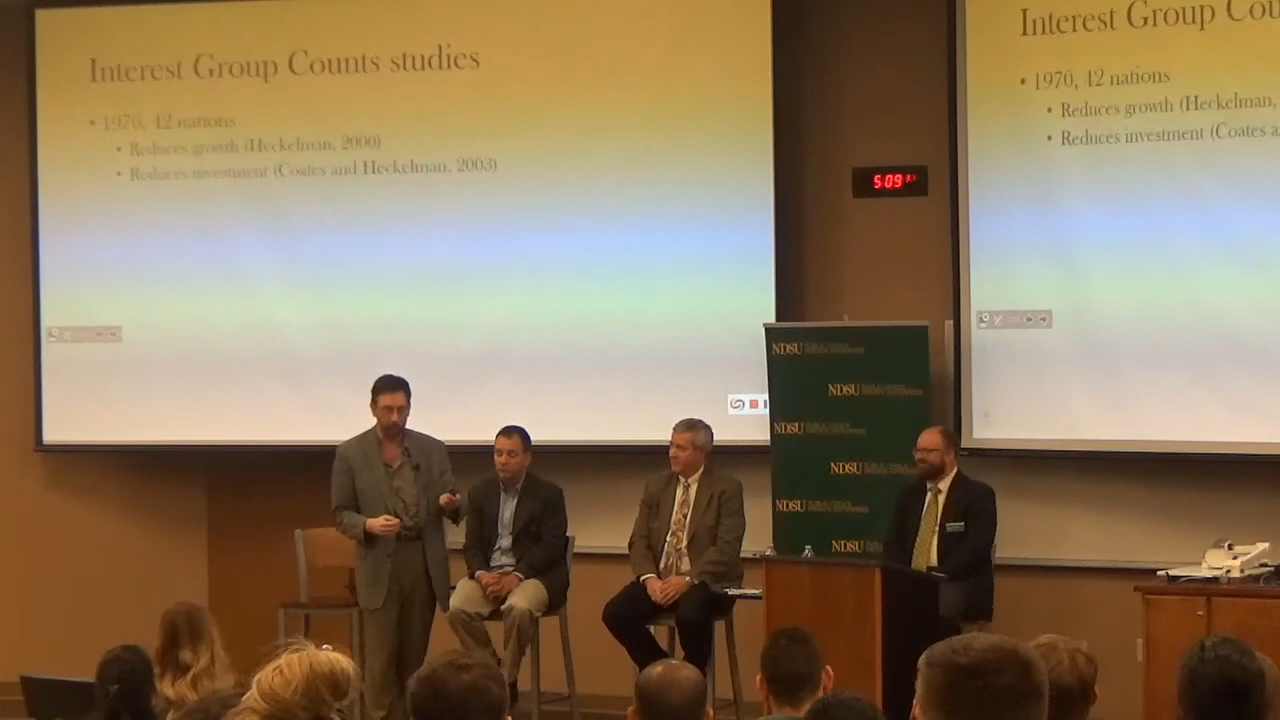 Interest Group Counts studies
• 1970, 42 nations
• Reduces growth (Heckelman, 2000)
• Reduces investment (Coates and Heckelman, 2003)
Interest Group Cou
• 1970, 42 nations
• Reduces growth (Heckelman,
• Reduces investment (Coates a
509
NDSU
NDSU
NDSU
NDSU
NDSU
NDSU